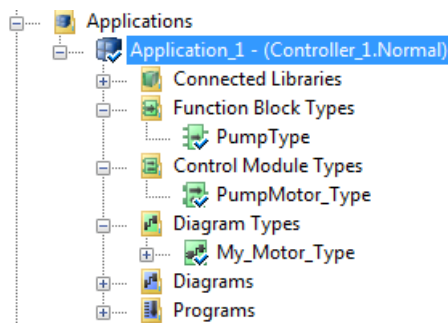 Applications
Application_1 - (Controller_1.Normal)
Connected Libraries
Function Block Types
PumpType
Control Module Types
PumpMotor_Type
Diagram Types
My_Motor_Type
Diagrams
Programs